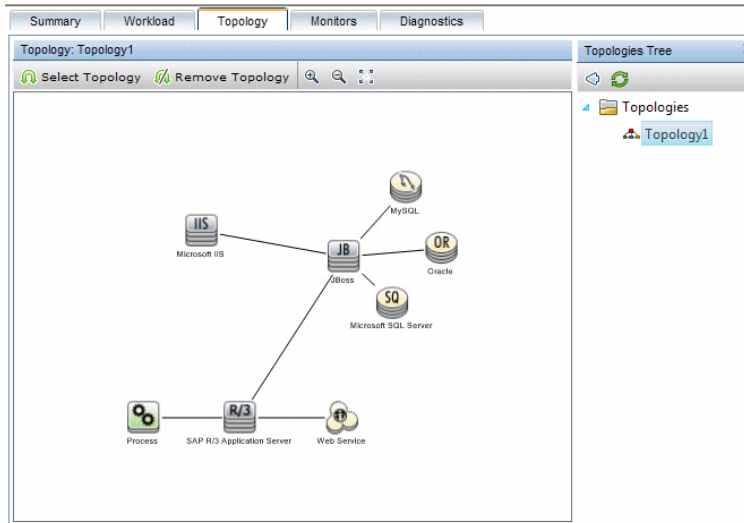 Summary Workload Topology Monitors Diagnostics
Topology: Topology1
Topologies Tree
Select Topology Remove Topology
Topologies
Topology1
MySQL
IIS
Microsoft IIS
OR
Oracle
JB
JBoss
SQ
Microsoft SQL Server
Process
R/3
SAP R/3 Application Server
Web Service